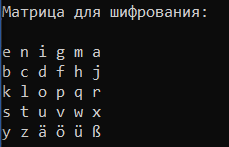 Матрица для шифрования:
e n i g m a
b c d f h j
k l o p q r
s t u v w x
y z ä ö ü ß